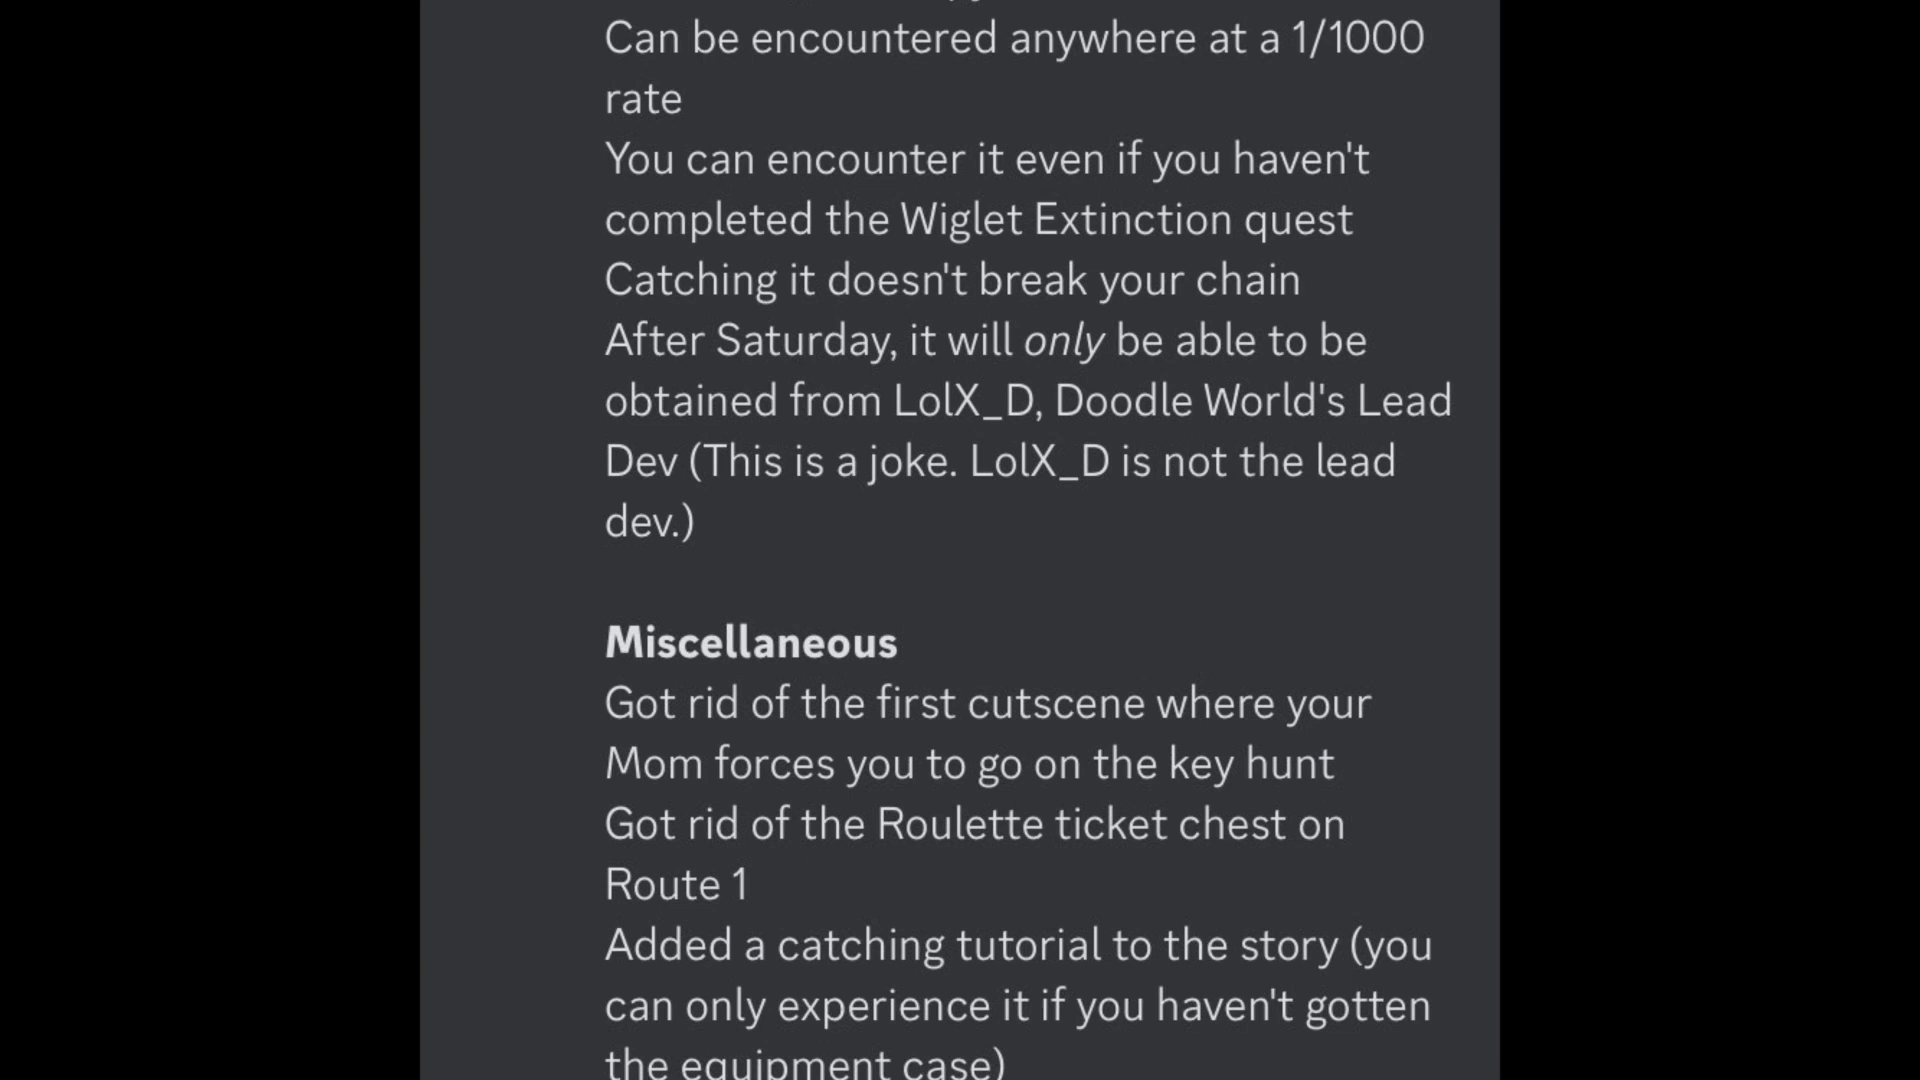 Can be encountered anywhere at a 1/1000
rate
You can encounter it even if you haven't
completed the Wiglet Extinction quest
Catching it doesn't break your chain
After Saturday, it will only be able to be
obtained from LolX_D, Doodle World's Lead
Dev (This is a joke. LolX_D is not the lead
dev.)
Miscellaneous
Got rid of the first cutscene where your
Mom forces you to go on the key hunt
Got rid of the Roulette ticket chest on
Route 1
Added a catching tutorial to the story (you
can only experience it if you haven't gotten
the equipment case)